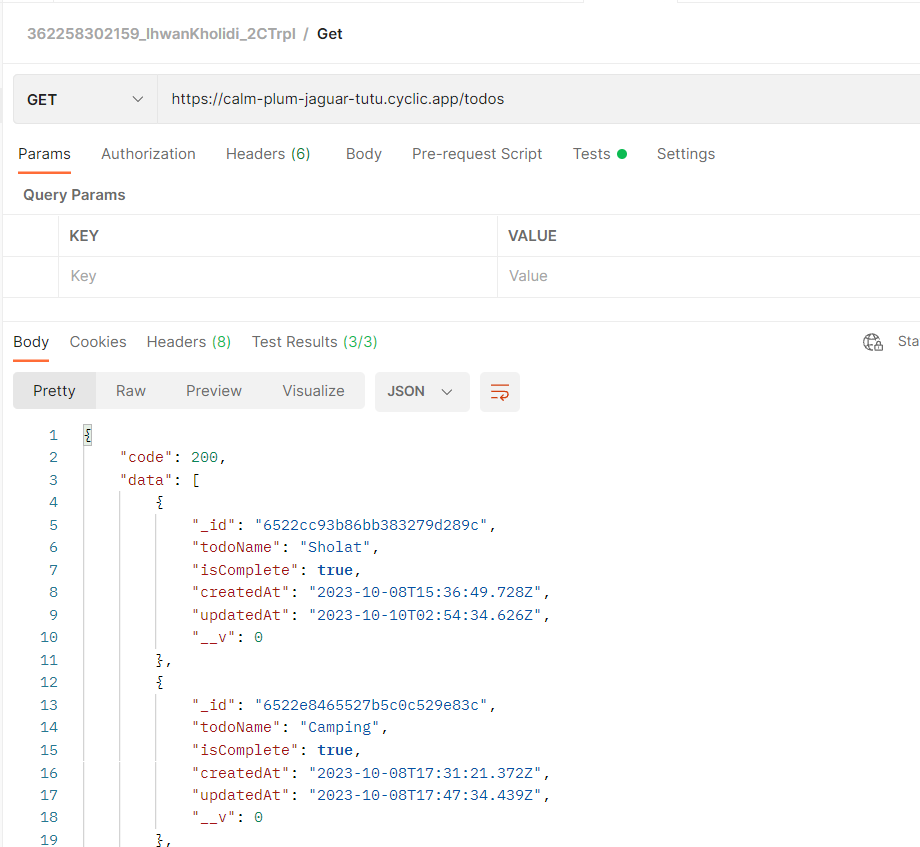 362258302159_IhwanKholidi_2CTrpl / Get
GET https://calm-plum-jaguar-tutu.cyclic.app/todos
Params Authorization Headers (6) Body Pre-request Script Tests Settings
Query Params
KEY VALUE
Key Value
Body Cookies Headers (8) Test Results (3/3) Sta
Pretty Raw Preview Visualize JSON
1 {
2 "code": 200,
3 "data": [
4 {
5 "_id": "6522cc93b86bb383279d289c",
6 "todoName": "Sholat",
7 "isComplete": true,
8 "createdAt": "2023-10-08T15:36:49.728Z",
9 "updatedAt": "2023-10-10T02:54:34.626Z",
10 "__v": 0
11 },
12 {
13 "_id": "6522e8465527b5c0c529e83c",
14 "todoName": "Camping",
15 "isComplete": true,
16 "createdAt": "2023-10-08T17:31:21.372Z",
17 "updatedAt": "2023-10-08T17:47:34.439Z",
18 "__v": 0
19 },